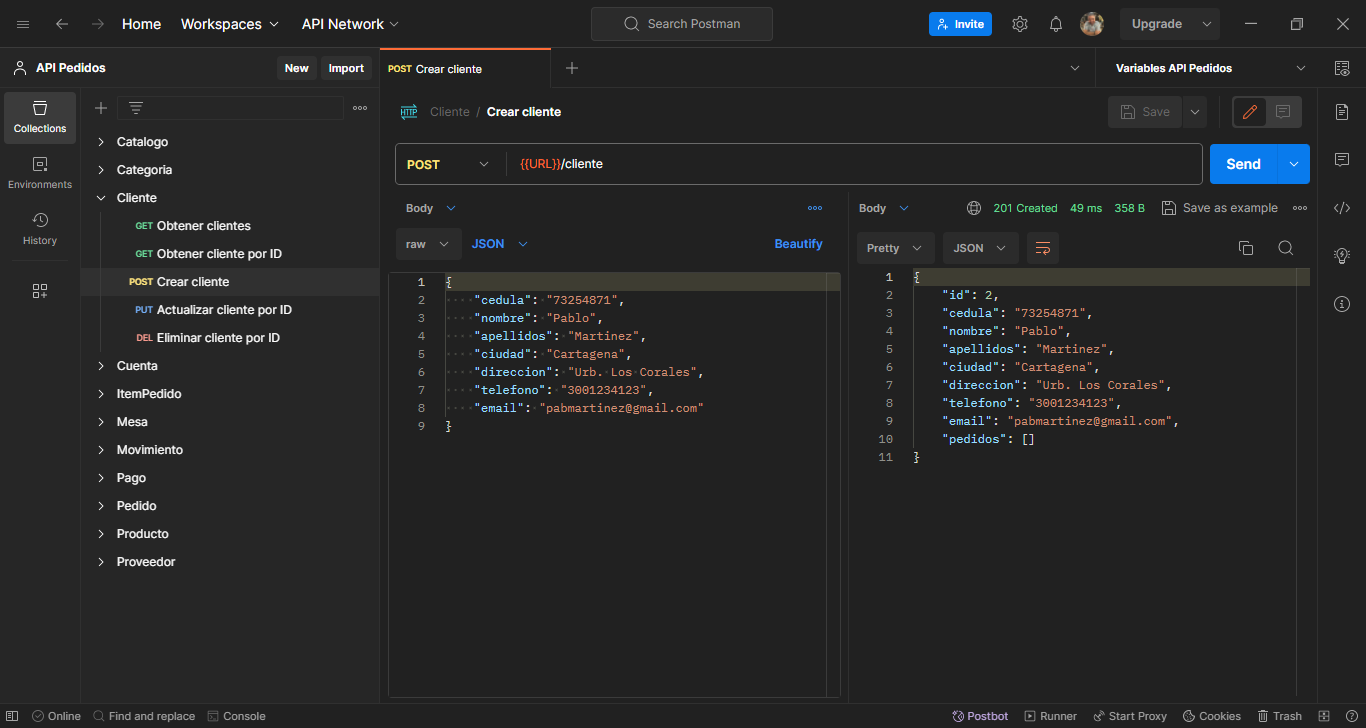 Home Workspaces API Network Search Postman Invite Upgrade
API Pedidos New Import POST Crear cliente Variables API Pedidos
Collections
Environments
History
Catalogo
Categoria
Cliente
GET Obtener clientes
GET Obtener cliente por ID
POST Crear cliente
PUT Actualizar cliente por ID
DEL Eliminar cliente por ID
Cuenta
ItemPedido
Mesa
Movimiento
Pago
Pedido
Producto
Proveedor
HTTP Cliente / Crear cliente Save
POST {{URL}}/cliente Send
Body
raw JSON Beautify
1 {
2 "cedula": "73254871",
3 "nombre": "Pablo",
4 "apellidos": "Martinez",
5 "ciudad": "Cartagena",
6 "direccion": "Urb. Los Corales",
7 "telefono": "3001234123",
8 "email": "pabmartinez@gmail.com"
9 }
Body 201 Created 49 ms 358 B Save as example
Pretty JSON
1 {
2 "id": 2,
3 "cedula": "73254871",
4 "nombre": "Pablo",
5 "apellidos": "Martinez",
6 "ciudad": "Cartagena",
7 "direccion": "Urb. Los Corales",
8 "telefono": "3001234123",
9 "email": "pabmartinez@gmail.com",
10 "pedidos": []
11 }
Online Find and replace Console Postbot Runner Start Proxy Cookies Trash